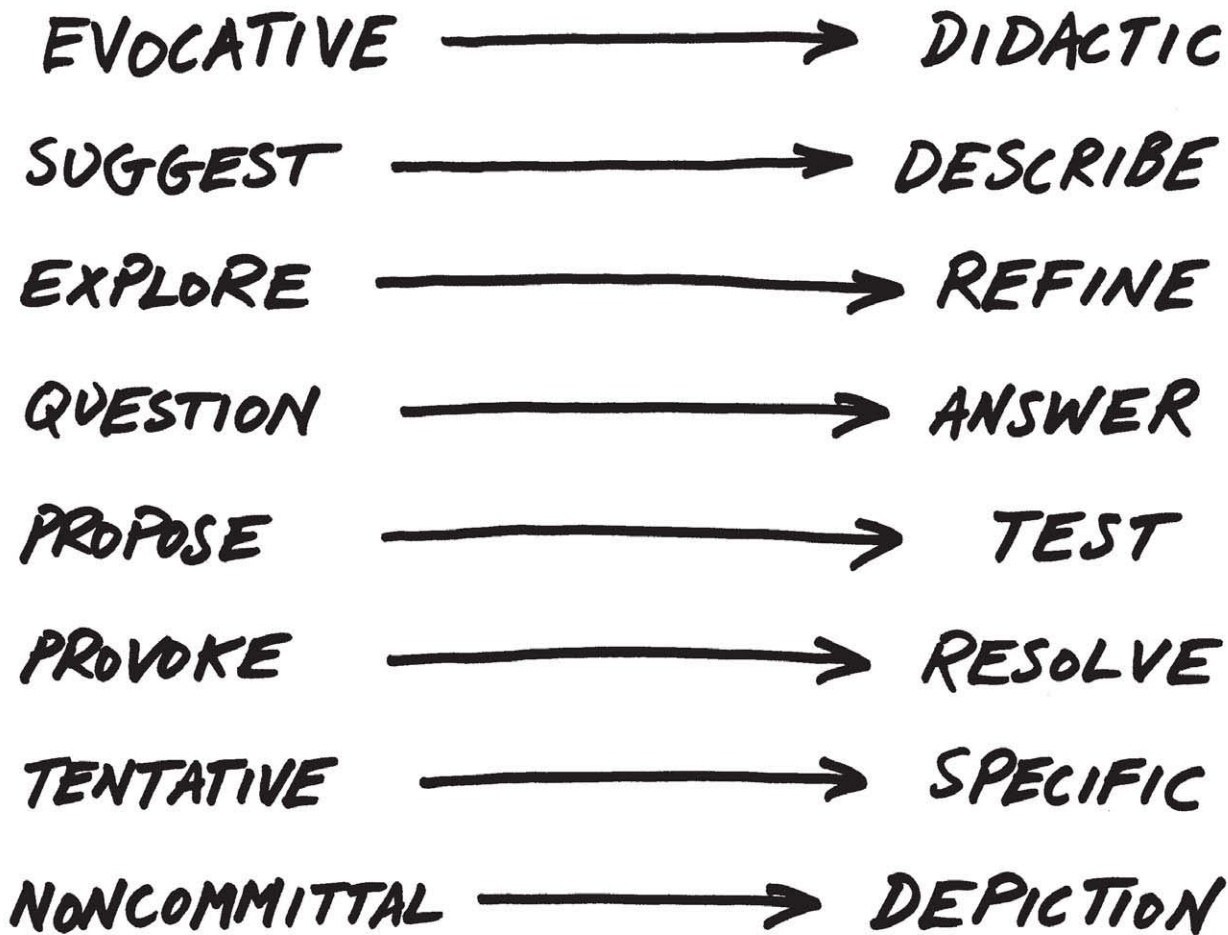 EVOCATIVE → DIDACTIC
SUGGEST → DESCRIBE
EXPLORE → REFINE
QUESTION → ANSWER
PROPOSE → TEST
PROVOKE → RESOLVE
TENTATIVE → SPECIFIC
NONCOMMITTAL → DEPICTION